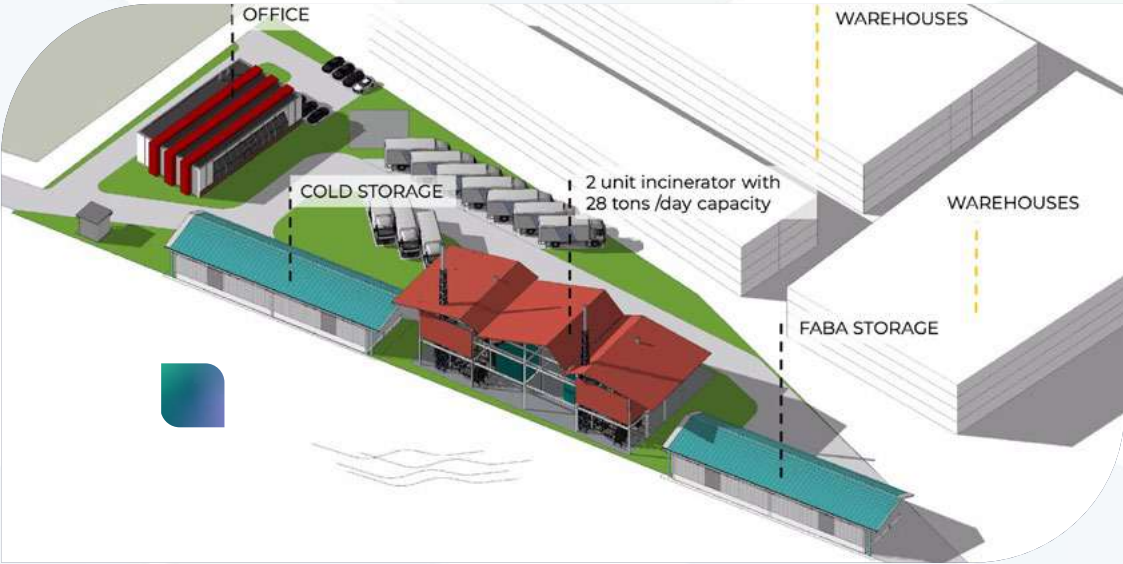 OFFICE
WAREHOUSES
COLD STORAGE
2 unit incinerator with
28 tons /day capacity
WAREHOUSES
FABA STORAGE